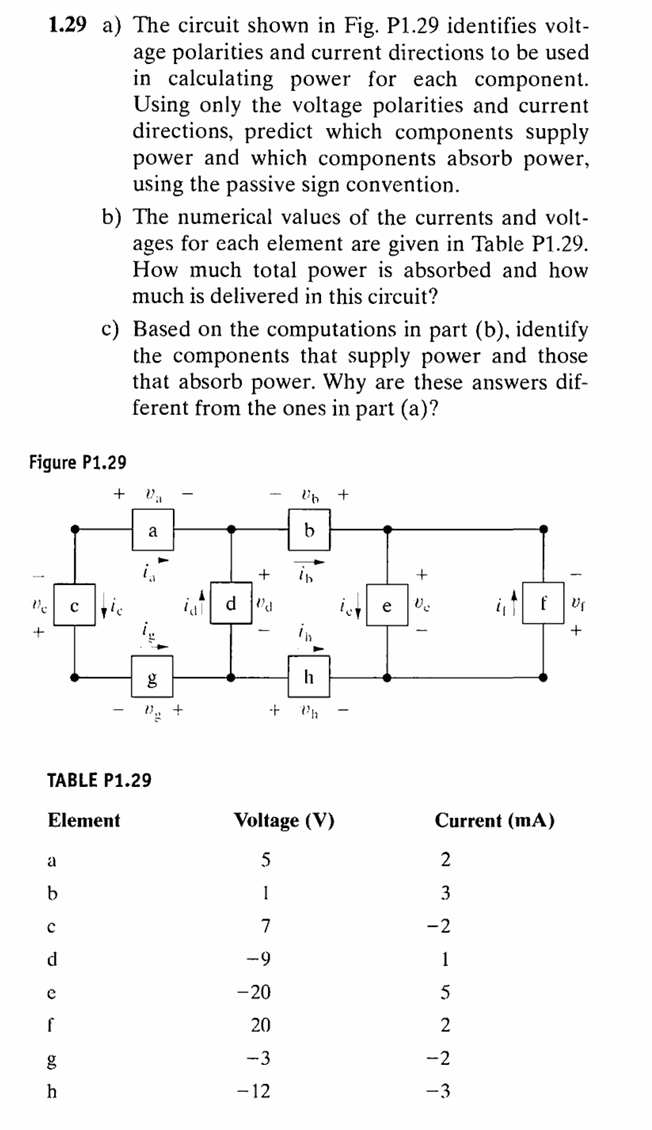 1.29 a) The circuit shown in Fig. P1.29 identifies volt-
age polarities and current directions to be used
in calculating power for each component.
Using only the voltage polarities and current
directions, predict which components supply
power and which components absorb power,
using the passive sign convention.
b) The numerical values of the currents and volt-
ages for each element are given in Table P1.29.
How much total power is absorbed and how
much is delivered in this circuit?
c) Based on the computations in part (b), identify
the components that supply power and those
that absorb power. Why are these answers dif-
ferent from the ones in part (a)?
Figure P1.29
+ va − − vb +
a b
ia ib
− + + −
vc c ic id d vd ie e ve if f vf
+ − − +
ig ih
g h
− vg + + vh −
TABLE P1.29
Element Voltage (V) Current (mA)
a 5 2
b 1 3
c 7 −2
d −9 1
e −20 5
f 20 2
g −3 −2
h −12 −3